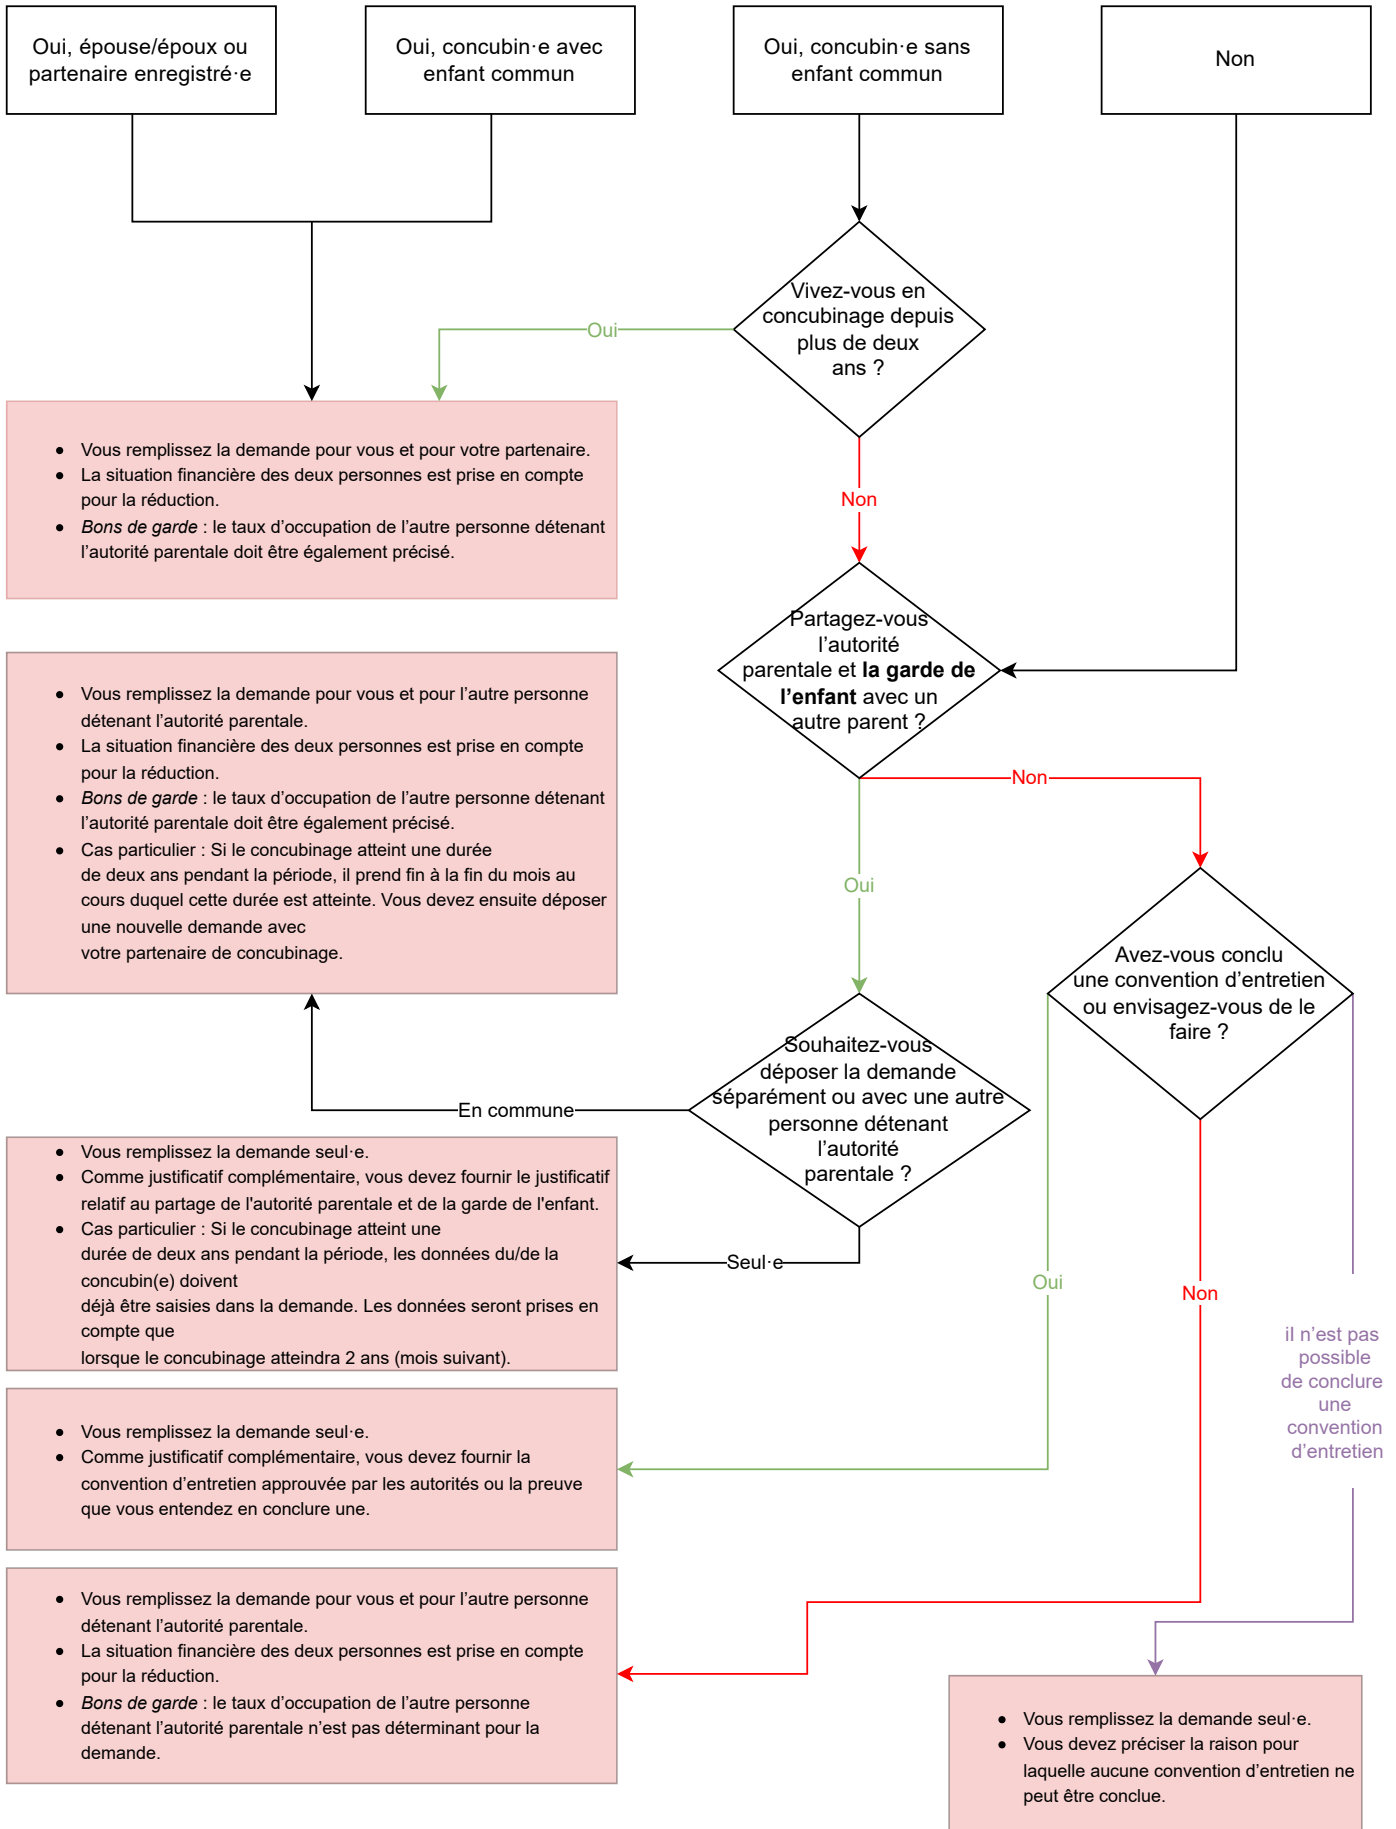 Oui, épouse/époux ou
partenaire enregistré·e
Oui, concubin·e avec
enfant commun
Oui, concubin·e sans
enfant commun
Non
Vivez-vous en
concubinage depuis
plus de deux
ans ?
Oui
• Vous remplissez la demande pour vous et pour votre partenaire.
• La situation financière des deux personnes est prise en compte
pour la réduction.
• Bons de garde : le taux d’occupation de l’autre personne détenant
l’autorité parentale doit être également précisé.
Non
Partagez-vous
l’autorité
parentale et la garde de
l’enfant avec un
autre parent ?
• Vous remplissez la demande pour vous et pour l’autre personne
détenant l’autorité parentale.
• La situation financière des deux personnes est prise en compte
pour la réduction.
• Bons de garde : le taux d’occupation de l’autre personne détenant
l’autorité parentale doit être également précisé.
• Cas particulier : Si le concubinage atteint une durée
de deux ans pendant la période, il prend fin à la fin du mois au
cours duquel cette durée est atteinte. Vous devez ensuite déposer
une nouvelle demande avec
votre partenaire de concubinage.
Non
Oui
Avez-vous conclu
une convention d’entretien
ou envisagez-vous de le
faire ?
Souhaitez-vous
déposer la demande
séparément ou avec une autre
personne détenant
l’autorité
parentale ?
En commune
• Vous remplissez la demande seul·e.
• Comme justificatif complémentaire, vous devez fournir le justificatif
relatif au partage de l'autorité parentale et de la garde de l'enfant.
• Cas particulier : Si le concubinage atteint une
durée de deux ans pendant la période, les données du/de la
concubin(e) doivent
déjà être saisies dans la demande. Les données seront prises en
compte que
lorsque le concubinage atteindra 2 ans (mois suivant).
Seul·e
Oui
Non
il n’est pas
possible
de conclure
une
convention
d’entretien
• Vous remplissez la demande seul·e.
• Comme justificatif complémentaire, vous devez fournir la
convention d’entretien approuvée par les autorités ou la preuve
que vous entendez en conclure une.
• Vous remplissez la demande pour vous et pour l’autre personne
détenant l’autorité parentale.
• La situation financière des deux personnes est prise en compte
pour la réduction.
• Bons de garde : le taux d’occupation de l’autre personne
détenant l’autorité parentale n’est pas déterminant pour la
demande.
• Vous remplissez la demande seul·e.
• Vous devez préciser la raison pour
laquelle aucune convention d’entretien ne
peut être conclue.